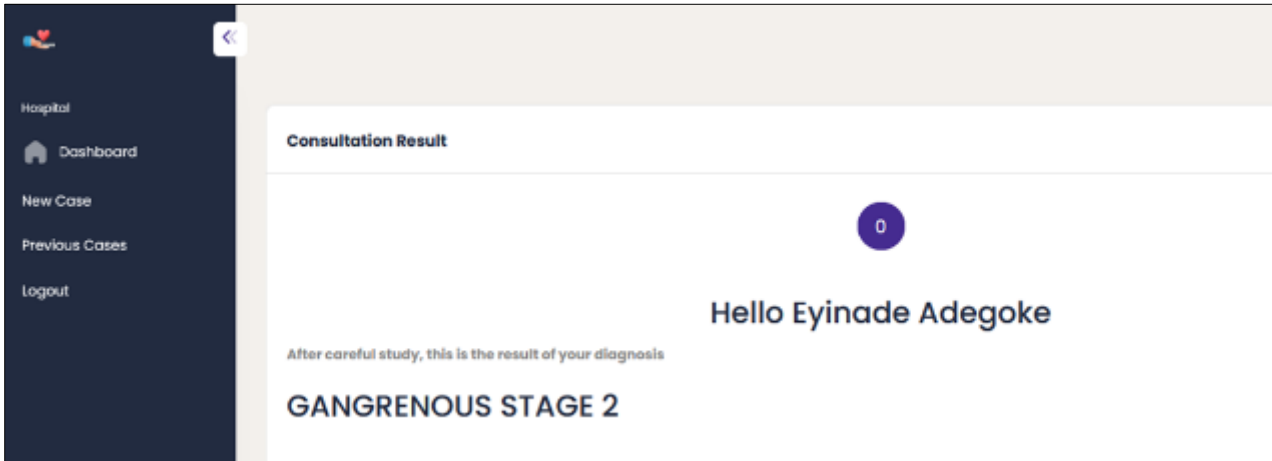 Hospital
Dashboard
New Case
Previous Cases
Logout
Consultation Result
0
Hello Eyinade Adegoke
After careful study, this is the result of your diagnosis
GANGRENOUS STAGE 2